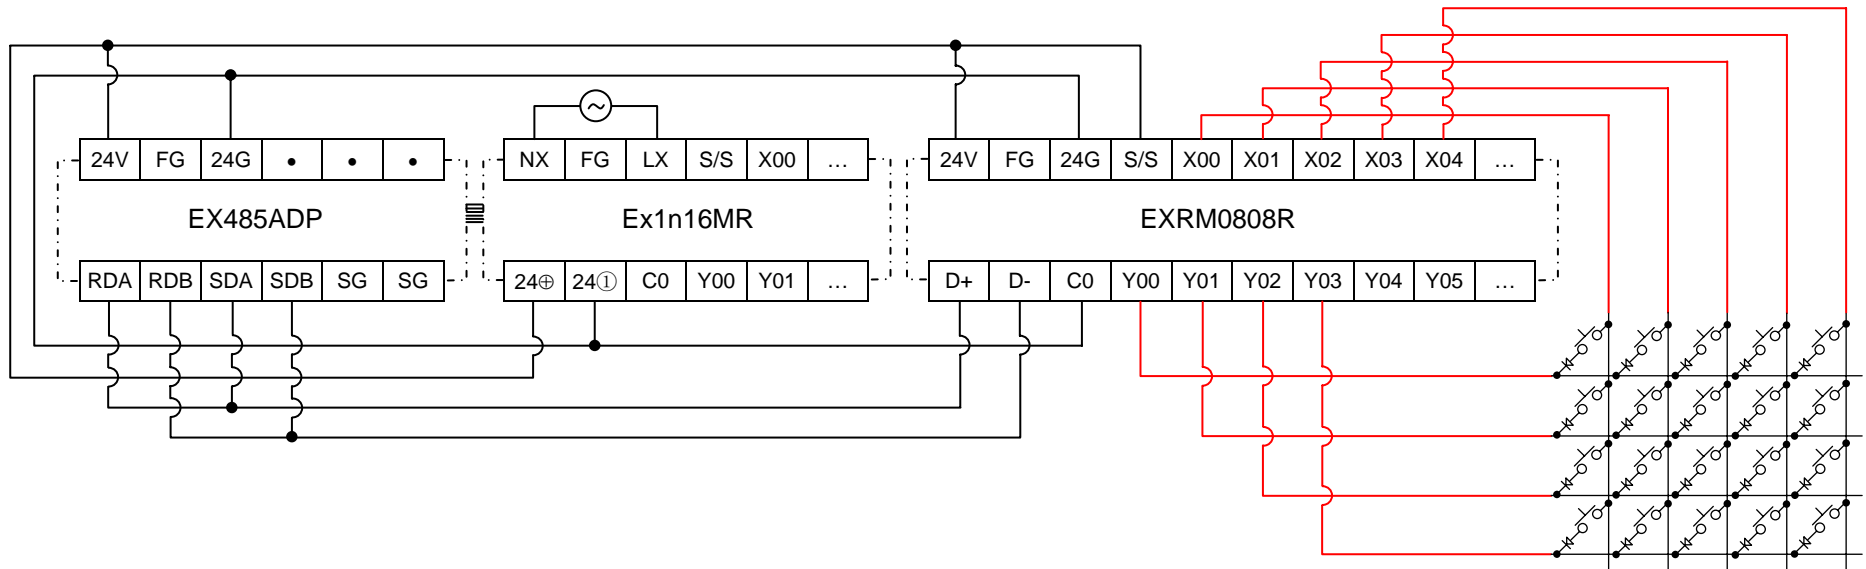 24V FG 24G • • •
NX FG LX S/S X00 ...
24V FG 24G S/S X00 X01 X02 X03 X04 ...
EX485ADP
Ex1n16MR
EXRM0808R
RDA RDB SDA SDB SG SG
24⊕ 24① C0 Y00 Y01 ...
D+ D- C0 Y00 Y01 Y02 Y03 Y04 Y05 ...